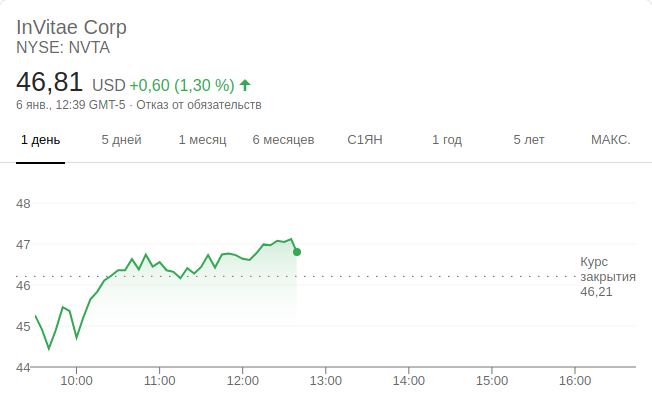 InVitae Corp
NYSE: NVTA
46,81 USD +0,60 (1,30 %)
6 янв., 12:39 GMT-5 · Отказ от обязательств
1 день 5 дней 1 месяц 6 месяцев С1ЯН 1 год 5 лет МАКС.
48
47
46
45
44
Курс
закрытия
46,21
10:00 11:00 12:00 13:00 14:00 15:00 16:00